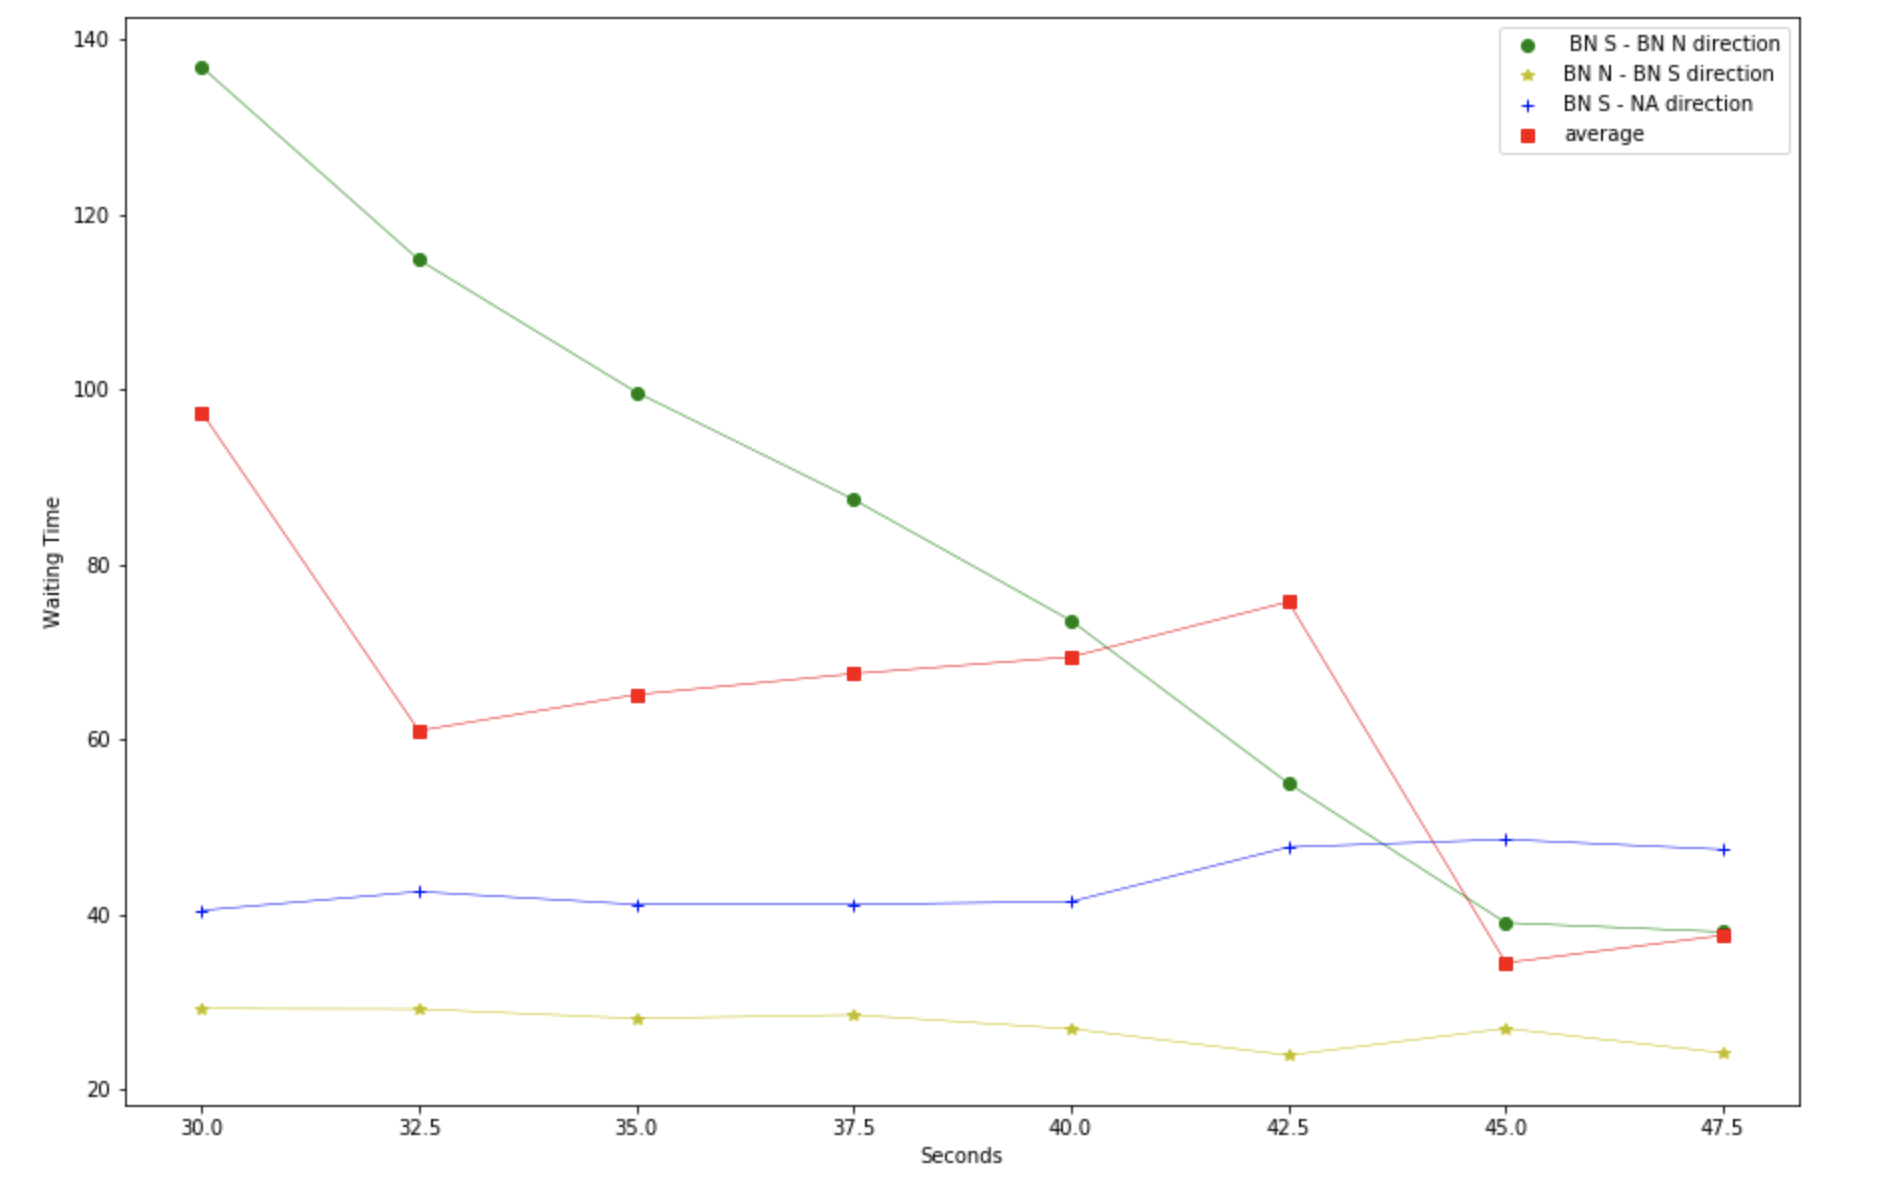 140
120
100
80
60
40
20
Waiting Time
BN S - BN N direction
BN N - BN S direction
BN S - NA direction
average
30.0 32.5 35.0 37.5 40.0 42.5 45.0 47.5
Seconds